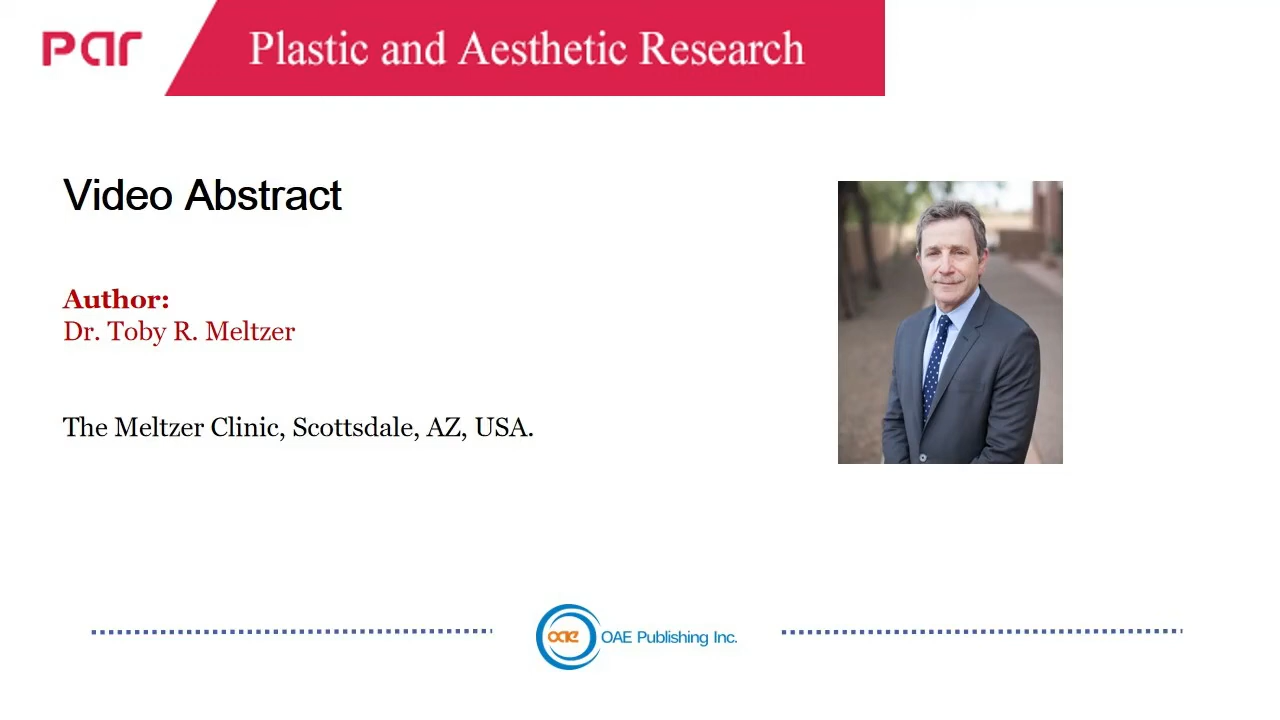 par
Plastic and Aesthetic Research
Video Abstract
Author:
Dr. Toby R. Meltzer
The Meltzer Clinic, Scottsdale, AZ, USA.
oae
OAE Publishing Inc.